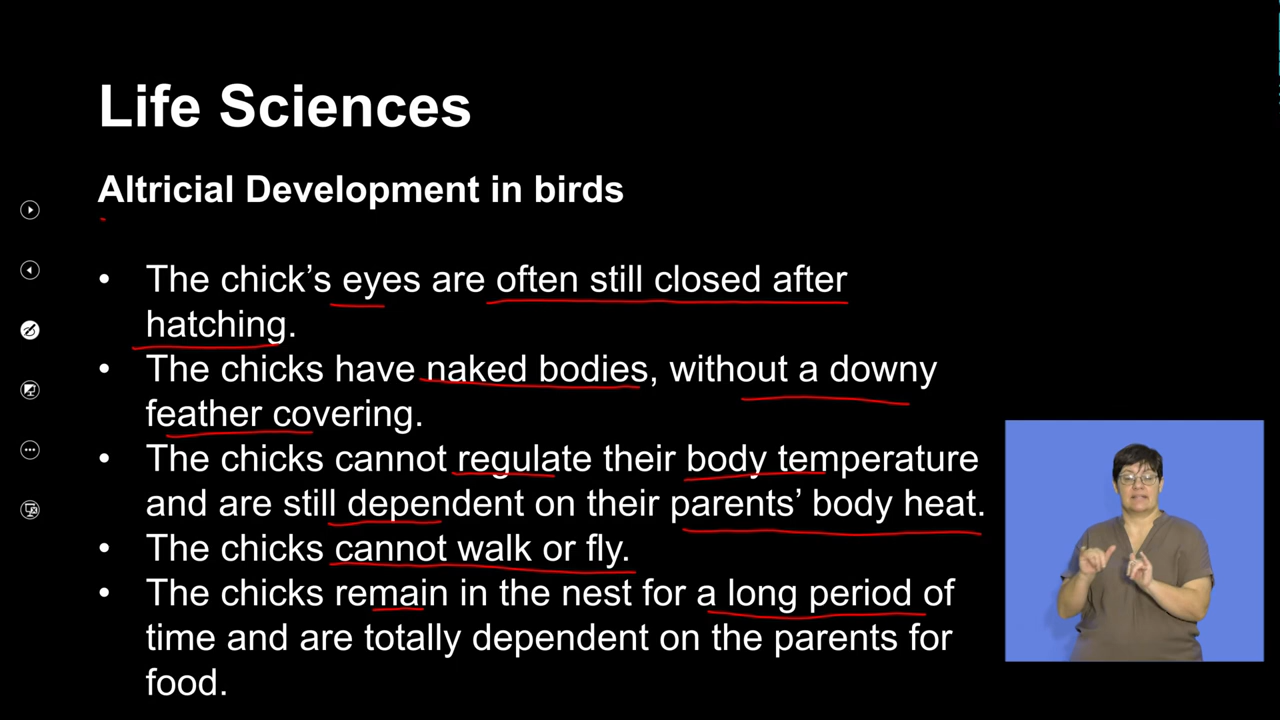 Life Sciences
Altricial Development in birds
• The chick’s eyes are often still closed after
hatching.
• The chicks have naked bodies, without a downy
feather covering.
• The chicks cannot regulate their body temperature
and are still dependent on their parents’ body heat.
• The chicks cannot walk or fly.
• The chicks remain in the nest for a long period of
time and are totally dependent on the parents for
food.